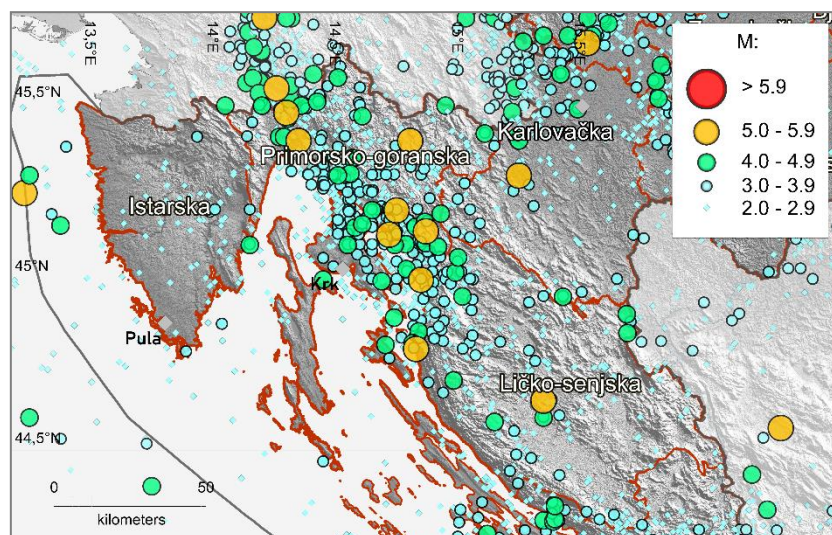 13,5°E
14°E
14,5°E
15°E
15,5°E
45,5°N
45°N
44,5°N
Karlovačka
Primorsko-goranska
Istarska
Krk
Pula
Ličko-senjska
0 50
kilometers
M:
> 5.9
5.0 - 5.9
4.0 - 4.9
3.0 - 3.9
2.0 - 2.9